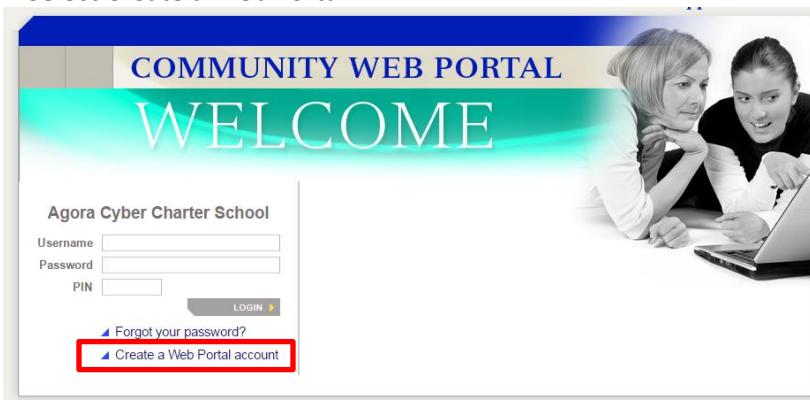 COMMUNITY WEB PORTAL
WELCOME
Agora Cyber Charter School
Username
Password
PIN
LOGIN
Forgot your password?
Create a Web Portal account